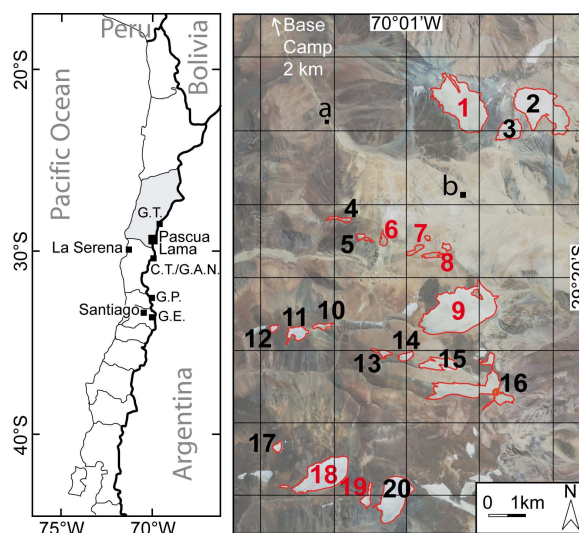 Peru
Bolivia
20°S
Pacific Ocean
G.T.
Pascua
Lama
La Serena
30°S
C.T./G.A.N.
G.P.
Santiago
G.E.
Argentina
40°S
75°W
70°W
Base
Camp
2 km
70°01'W
1
2
3
a
b
4
5
6
7
8
29°20'S
9
10
11
12
13
14
15
16
17
18
19
20
N
0 1km